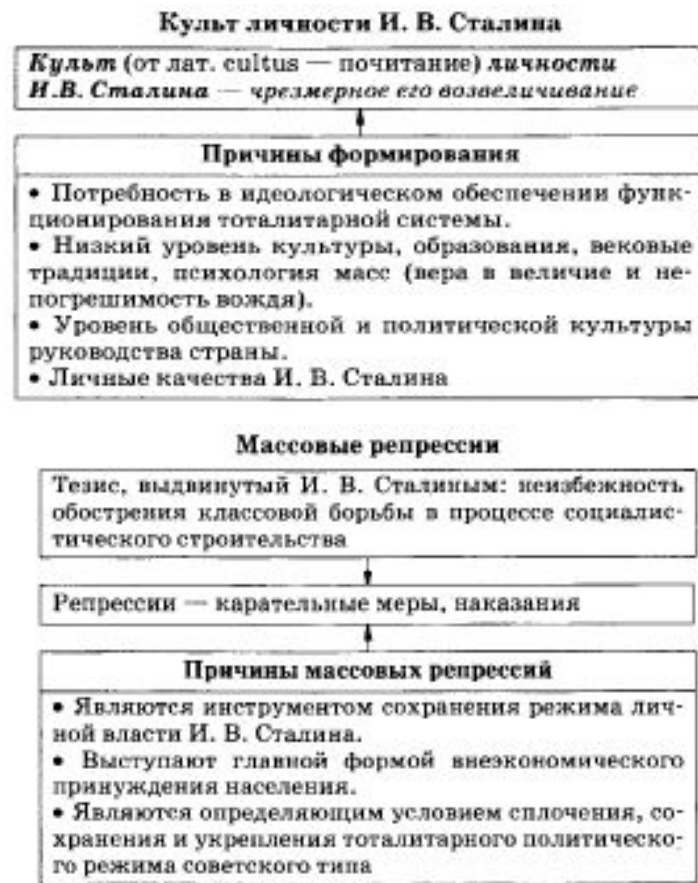 Культ личности И. В. Сталина
Культ (от лат. cultus — почитание) личности
И.В. Сталина — чрезмерное его возвеличивание
Причины формирования
• Потребность в идеологическом обеспечении функ-
ционирования тоталитарной системы.
• Низкий уровень культуры, образования, вековые
традиции, психология масс (вера в величие и не-
погрешимость вождя).
• Уровень общественной и политической культуры
руководства страны.
• Личные качества И. В. Сталина
Массовые репрессии
Тезис, выдвинутый И. В. Сталиным: неизбежность
обострения классовой борьбы в процессе социалис-
тического строительства
Репрессии — карательные меры, наказания
Причины массовых репрессий
• Являются инструментом сохранения режима лич-
ной власти И. В. Сталина.
• Выступают главной формой внеэкономического
принуждения населения.
• Являются определяющим условием сплочения, со-
хранения и укрепления тоталитарного политическо-
го режима советского типа